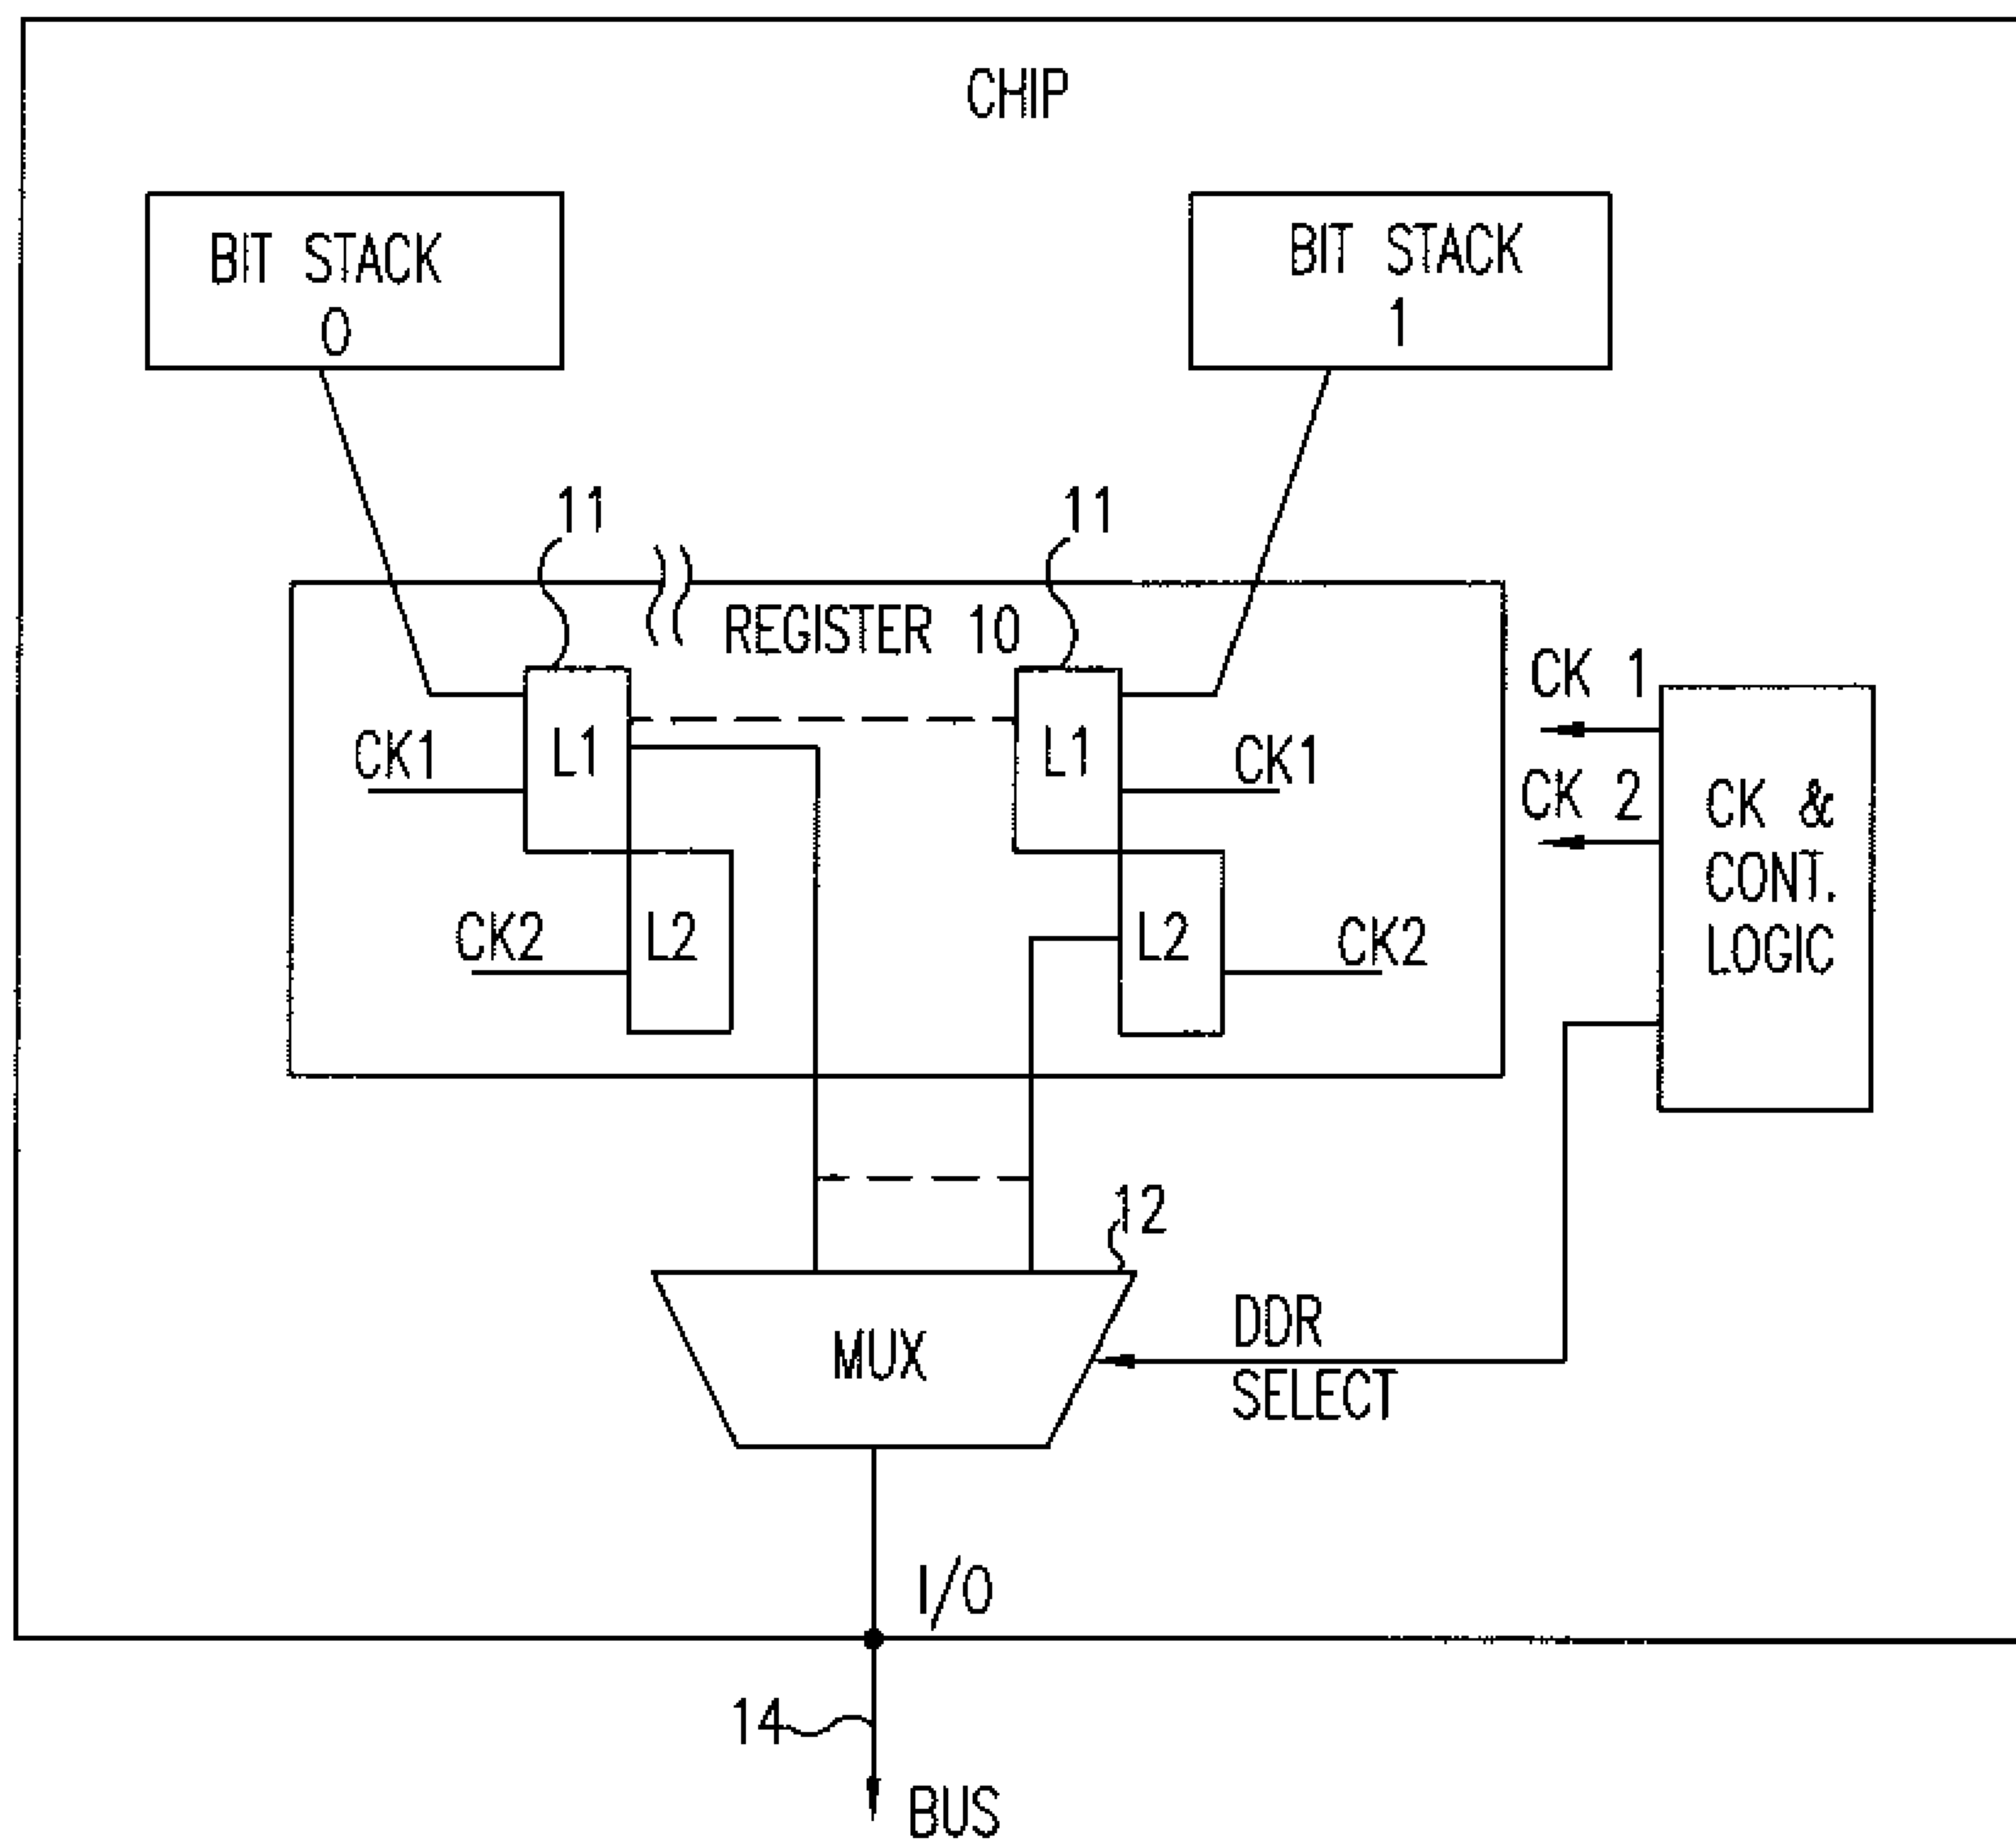 CHIP
BIT STACK
0
BIT STACK
1
11
11
REGISTER 10
CK 1
CK1
L1
L1
CK1
CK 2
CK &
CONT.
LOGIC
CK2
L2
L2
CK2
12
DDR
SELECT
MUX
I/O
14
BUS